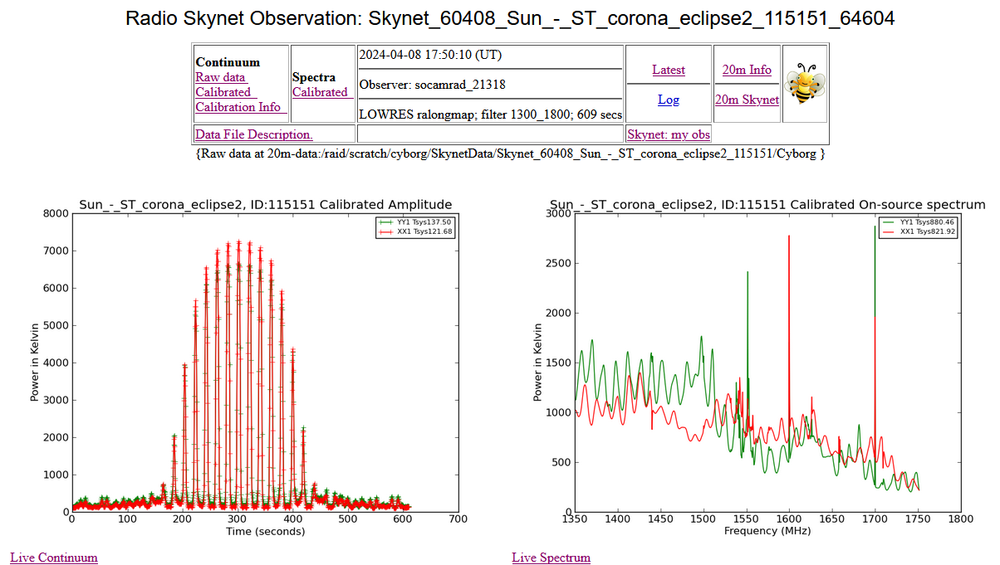 Radio Skynet Observation: Skynet_60408_Sun_-_ST_corona_eclipse2_115151_64604
Continuum
Raw data
Calibrated
Calibration Info
Spectra
Calibrated
2024-04-08 17:50:10 (UT)
Observer: socamrad_21318
LOWRES ralongmap; filter 1300_1800; 609 secs
Latest
Log
20m Info
20m Skynet
Data File Description.
Skynet: my obs
{Raw data at 20m-data:/raid/scratch/cyborg/SkynetData/Skynet_60408_Sun_-_ST_corona_eclipse2_115151/Cyborg }
Sun_-_ST_corona_eclipse2, ID:115151 Calibrated Amplitude
8000
7000
6000
5000
4000
3000
2000
1000
0
Power in Kelvin
YY1 Tsys137.50
XX1 Tsys121.68
0 100 200 300 400 500 600 700
Time (seconds)
Sun_-_ST_corona_eclipse2, ID:115151 Calibrated On-source spectrum
3000
2500
2000
1500
1000
500
0
Power in Kelvin
YY1 Tsys880.46
XX1 Tsys821.92
1350 1400 1450 1500 1550 1600 1650 1700 1750 1800
Frequency (MHz)
Live Continuum
Live Spectrum